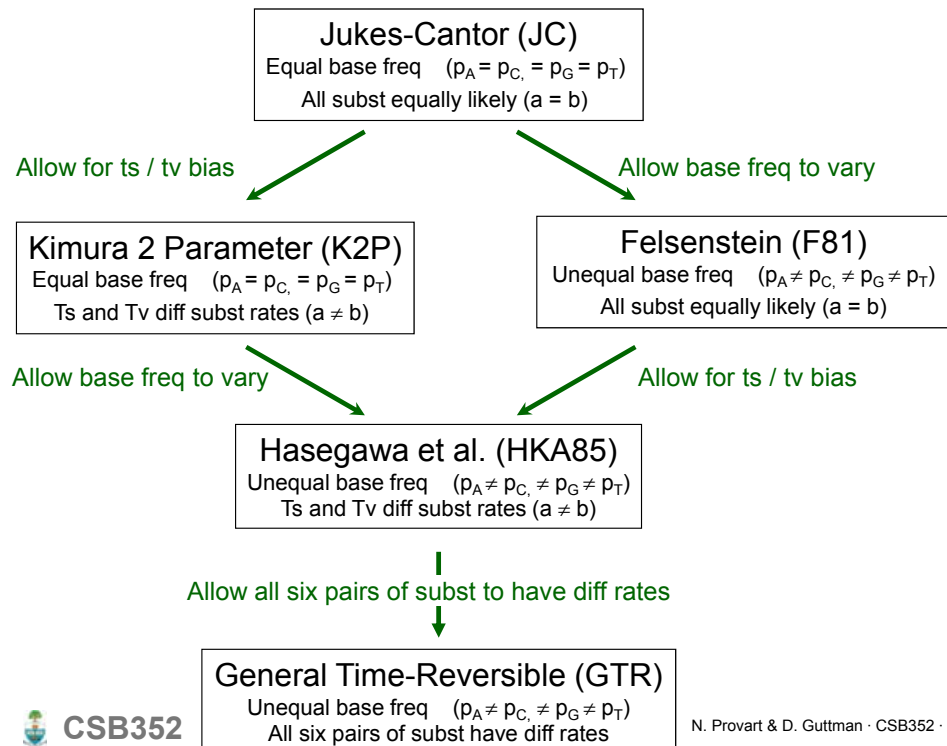 Jukes-Cantor (JC)
Equal base freq (pA = pC, = pG = pT)
All subst equally likely (a = b)
Allow for ts / tv bias
Allow base freq to vary
Kimura 2 Parameter (K2P)
Equal base freq (pA = pC, = pG = pT)
Ts and Tv diff subst rates (a ≠ b)
Felsenstein (F81)
Unequal base freq (pA ≠ pC, ≠ pG ≠ pT)
All subst equally likely (a = b)
Allow base freq to vary
Allow for ts / tv bias
Hasegawa et al. (HKA85)
Unequal base freq (pA ≠ pC, ≠ pG ≠ pT)
Ts and Tv diff subst rates (a ≠ b)
Allow all six pairs of subst to have diff rates
General Time-Reversible (GTR)
Unequal base freq (pA ≠ pC, ≠ pG ≠ pT)
All six pairs of subst have diff rates
CSB352
N. Provart & D. Guttman · CSB352 ·